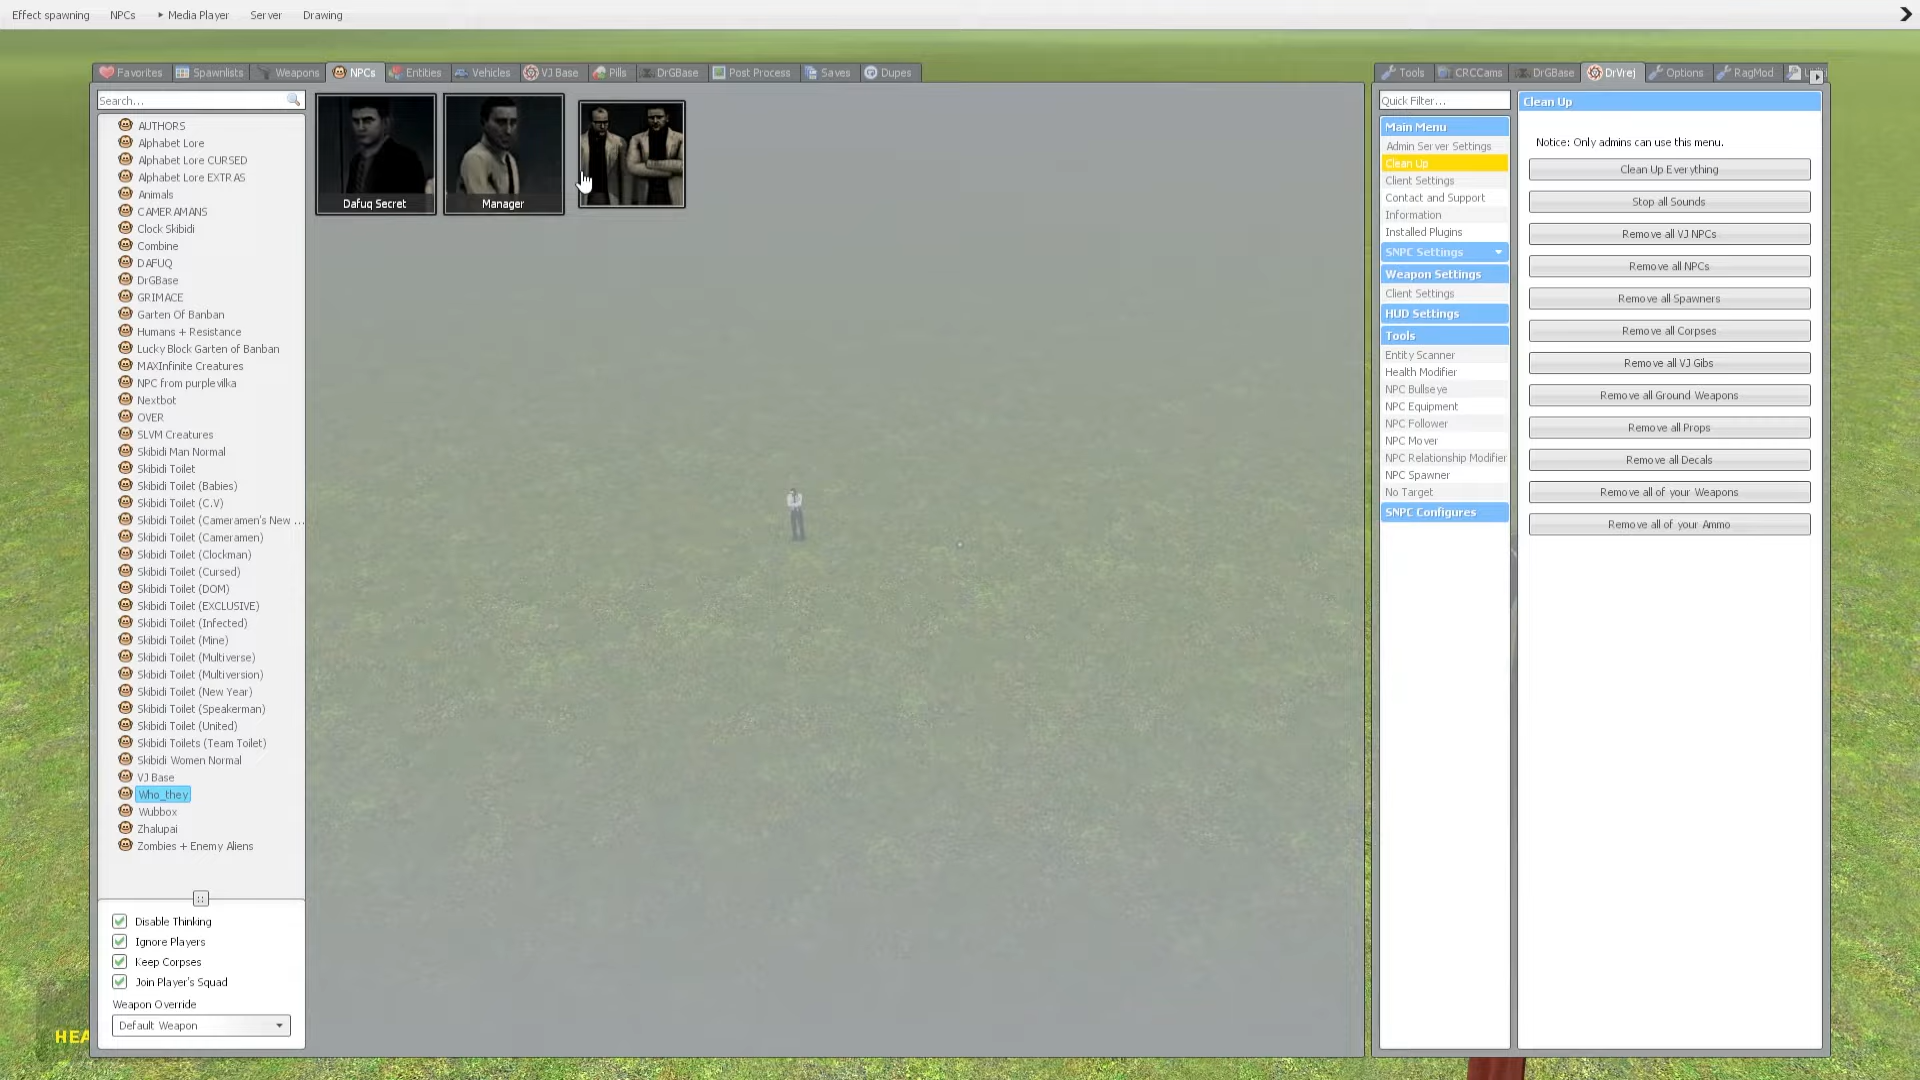 Effect spawning NPCs Media Player Server Drawing
Favorites Spawnlists Weapons NPCs Entities Vehicles VJ Base Pills DrGBase Post Process Saves Dupes
Search...
AUTHORS
Alphabet Lore
Alphabet Lore CURSED
Alphabet Lore EXTRAS
Animals
CAMERAMANS
Clock Skibidi
Combine
DAFUQ
DrGBase
GRIMACE
Garten Of Banban
Humans + Resistance
Lucky Block Garten of Banban
MAXInfinite Creatures
NPC from purplevilka
Nextbot
OVER
SLVM Creatures
Skibidi Man Normal
Skibidi Toilet
Skibidi Toilet (Babies)
Skibidi Toilet (C.V)
Skibidi Toilet (Cameramen's New ...
Skibidi Toilet (Cameramen)
Skibidi Toilet (Clockman)
Skibidi Toilet (Cursed)
Skibidi Toilet (DOM)
Skibidi Toilet (EXCLUSIVE)
Skibidi Toilet (Infected)
Skibidi Toilet (Mine)
Skibidi Toilet (Multiverse)
Skibidi Toilet (Multiversion)
Skibidi Toilet (New Year)
Skibidi Toilet (Speakerman)
Skibidi Toilet (United)
Skibidi Toilets (Team Toilet)
Skibidi Women Normal
VJ Base
Who_they
Wubbox
Zhalupai
Zombies + Enemy Aliens
Disable Thinking
Ignore Players
Keep Corpses
Join Player's Squad
Weapon Override
Default Weapon
HEA
Dafuq Secret
Manager
Tools CRCCams DrGBase DrVrej Options RagMod
Quick Filter...
Main Menu
Admin Server Settings
Clean Up
Client Settings
Contact and Support
Information
Installed Plugins
SNPC Settings
Weapon Settings
Client Settings
HUD Settings
Tools
Entity Scanner
Health Modifier
NPC Bullseye
NPC Equipment
NPC Follower
NPC Mover
NPC Relationship Modifier
NPC Spawner
No Target
SNPC Configures
Clean Up
Notice: Only admins can use this menu.
Clean Up Everything
Stop all Sounds
Remove all VJ NPCs
Remove all NPCs
Remove all Spawners
Remove all Corpses
Remove all VJ Gibs
Remove all Ground Weapons
Remove all Props
Remove all Decals
Remove all of your Weapons
Remove all of your Ammo